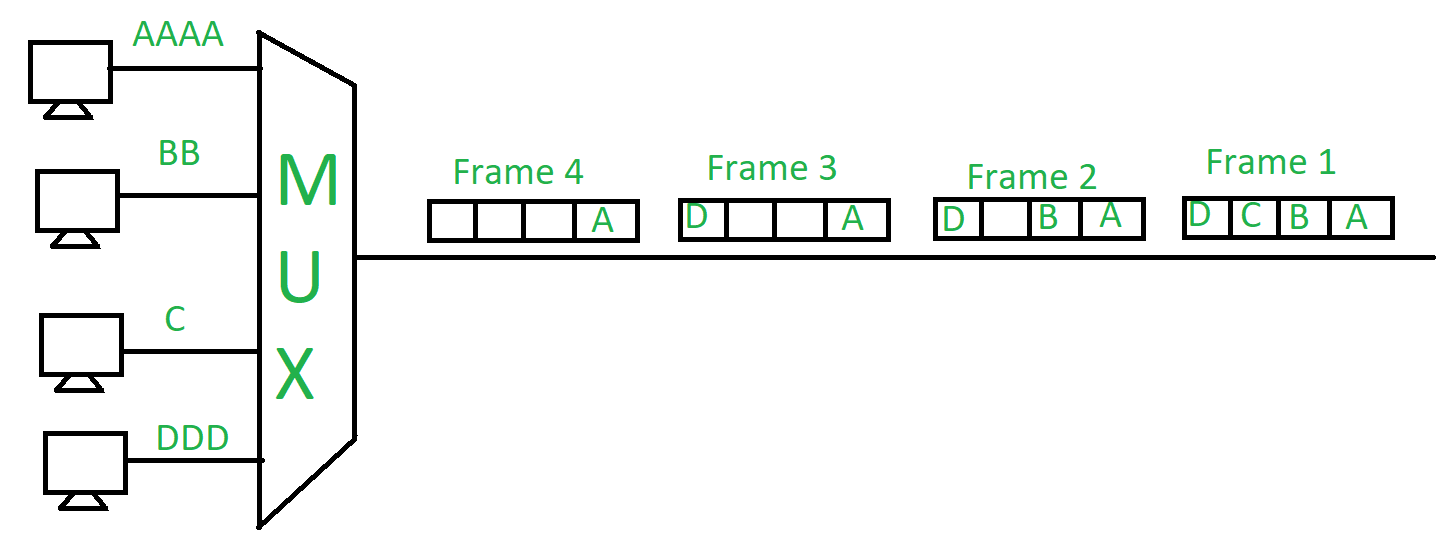 AAAA
BB
C
DDD
M
U
X
Frame 4
Frame 3
Frame 2
Frame 1
A
D A
D B A
D C B A